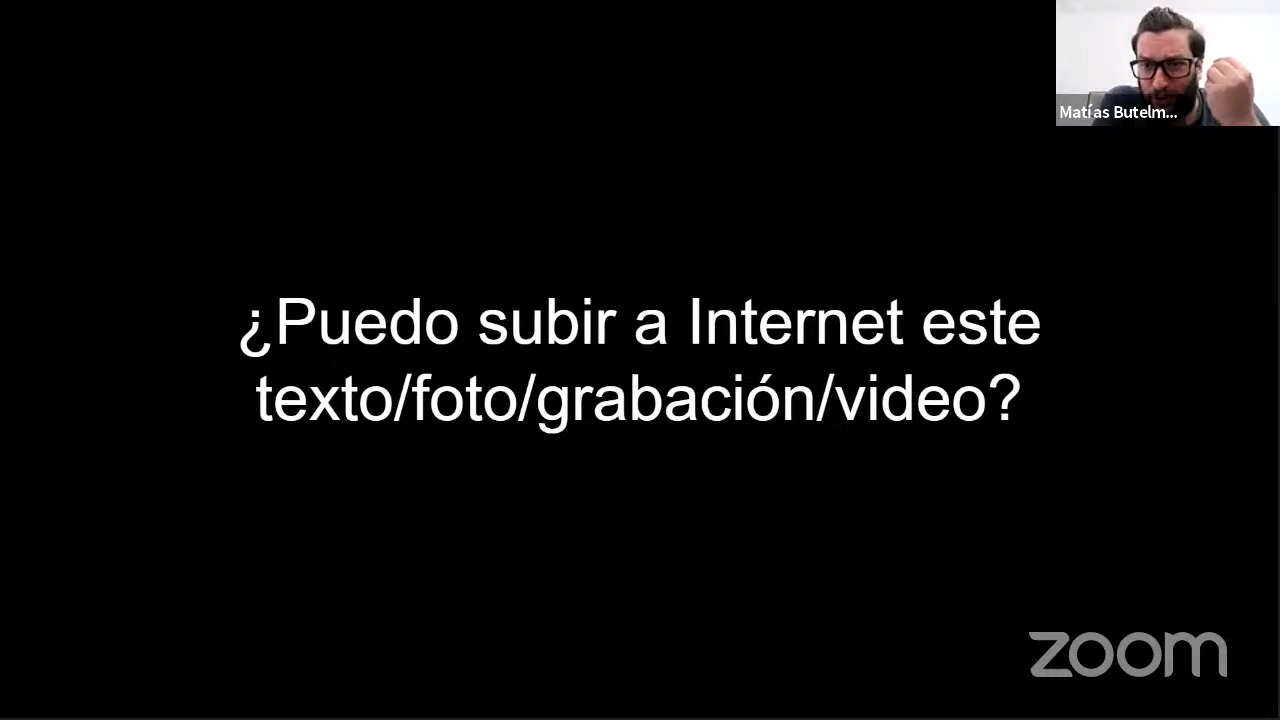 Matías Butelm...
¿Puedo subir a Internet este
texto/foto/grabación/video?
zoom